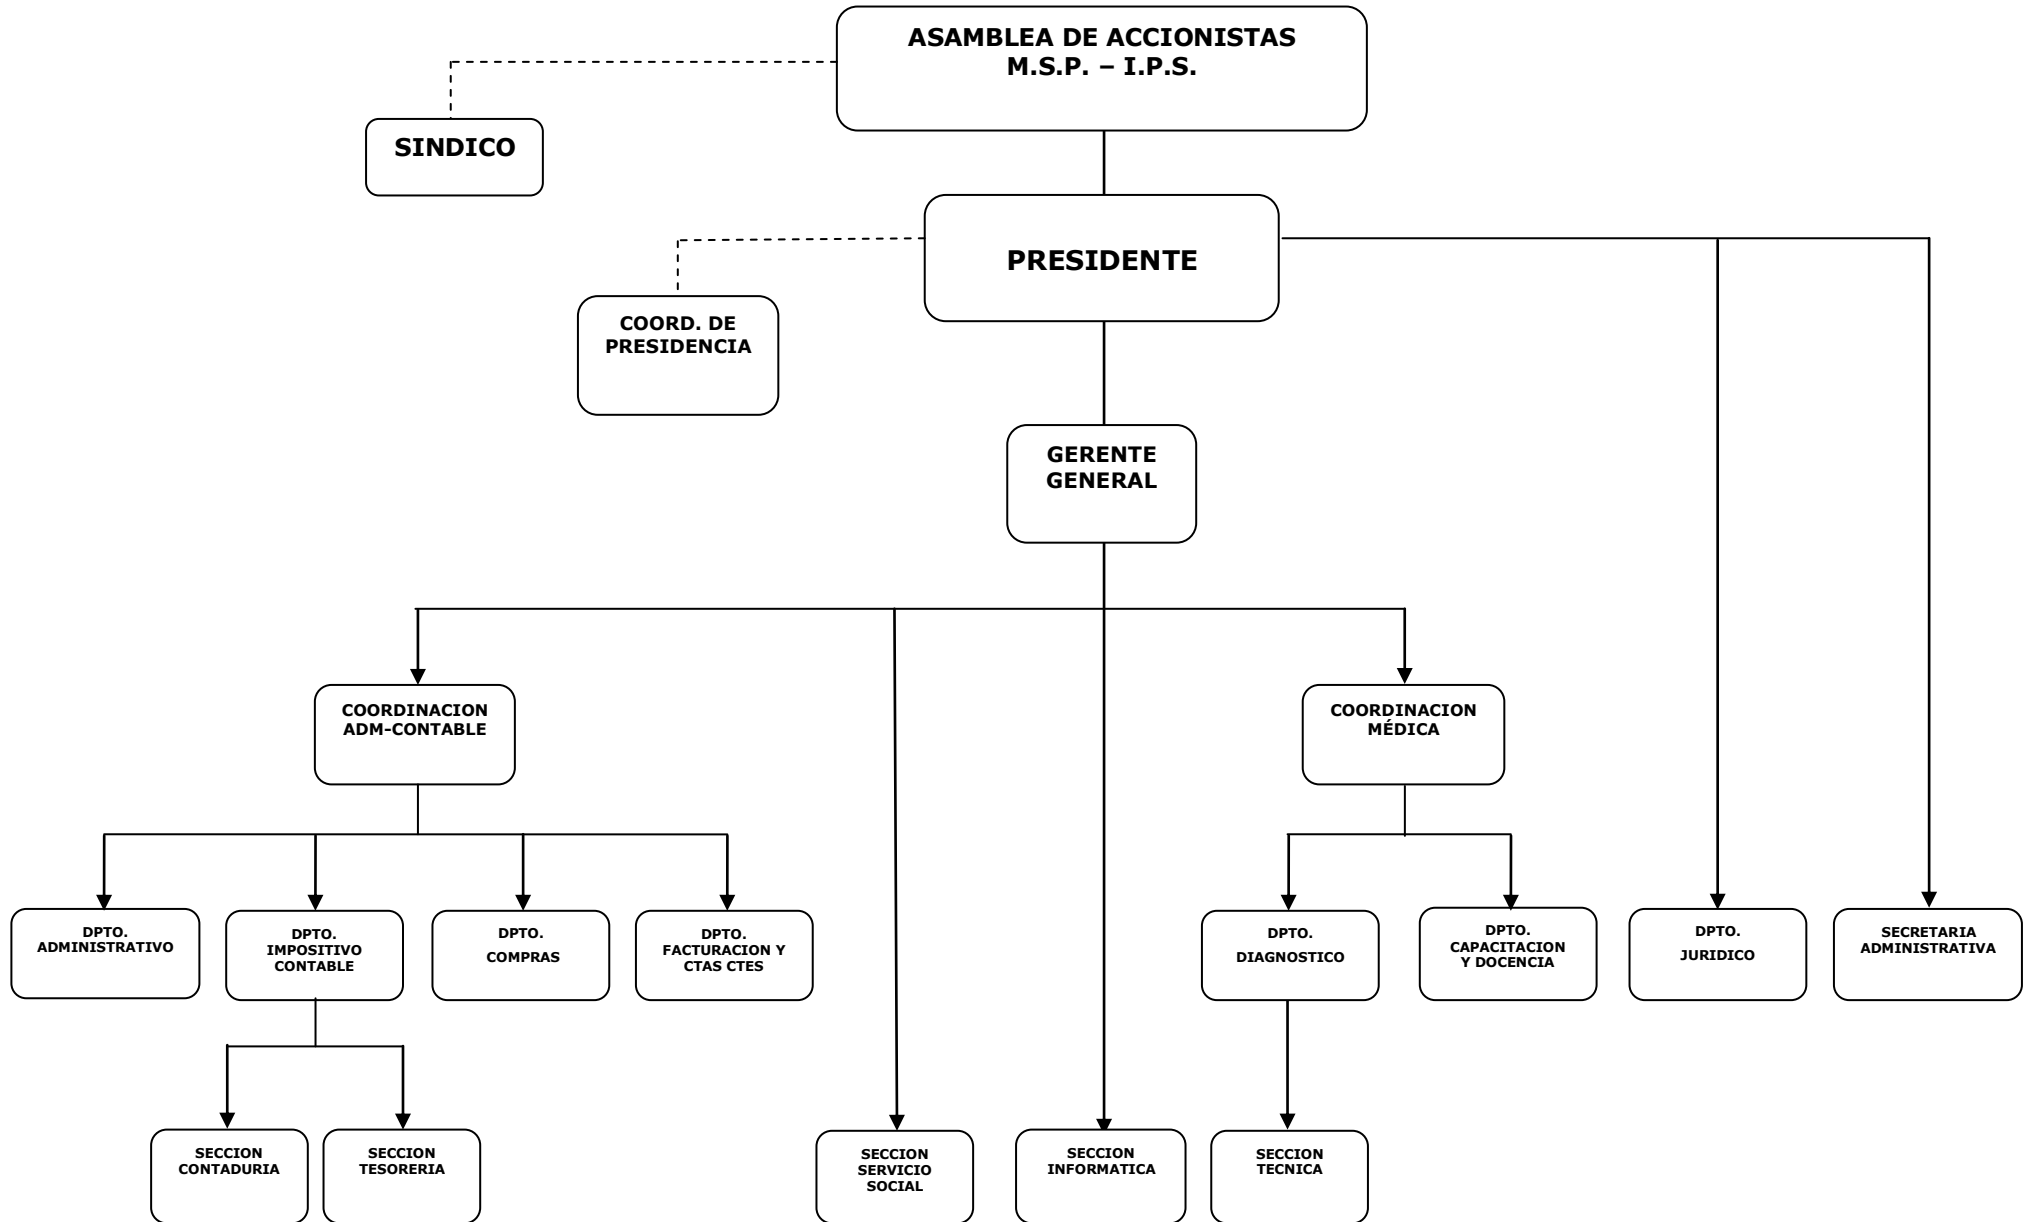 ASAMBLEA DE ACCIONISTAS
M.S.P. – I.P.S.
SINDICO
PRESIDENTE
COORD. DE
PRESIDENCIA
GERENTE
GENERAL
COORDINACION
ADM-CONTABLE
COORDINACION
MÉDICA
DPTO.
ADMINISTRATIVO
DPTO.
IMPOSITIVO
CONTABLE
DPTO.
COMPRAS
DPTO.
FACTURACION Y
CTAS CTES
DPTO.
DIAGNOSTICO
DPTO.
CAPACITACION
Y DOCENCIA
DPTO.
JURIDICO
SECRETARIA
ADMINISTRATIVA
SECCION
CONTADURIA
SECCION
TESORERIA
SECCION
SERVICIO
SOCIAL
SECCION
INFORMATICA
SECCION
TECNICA